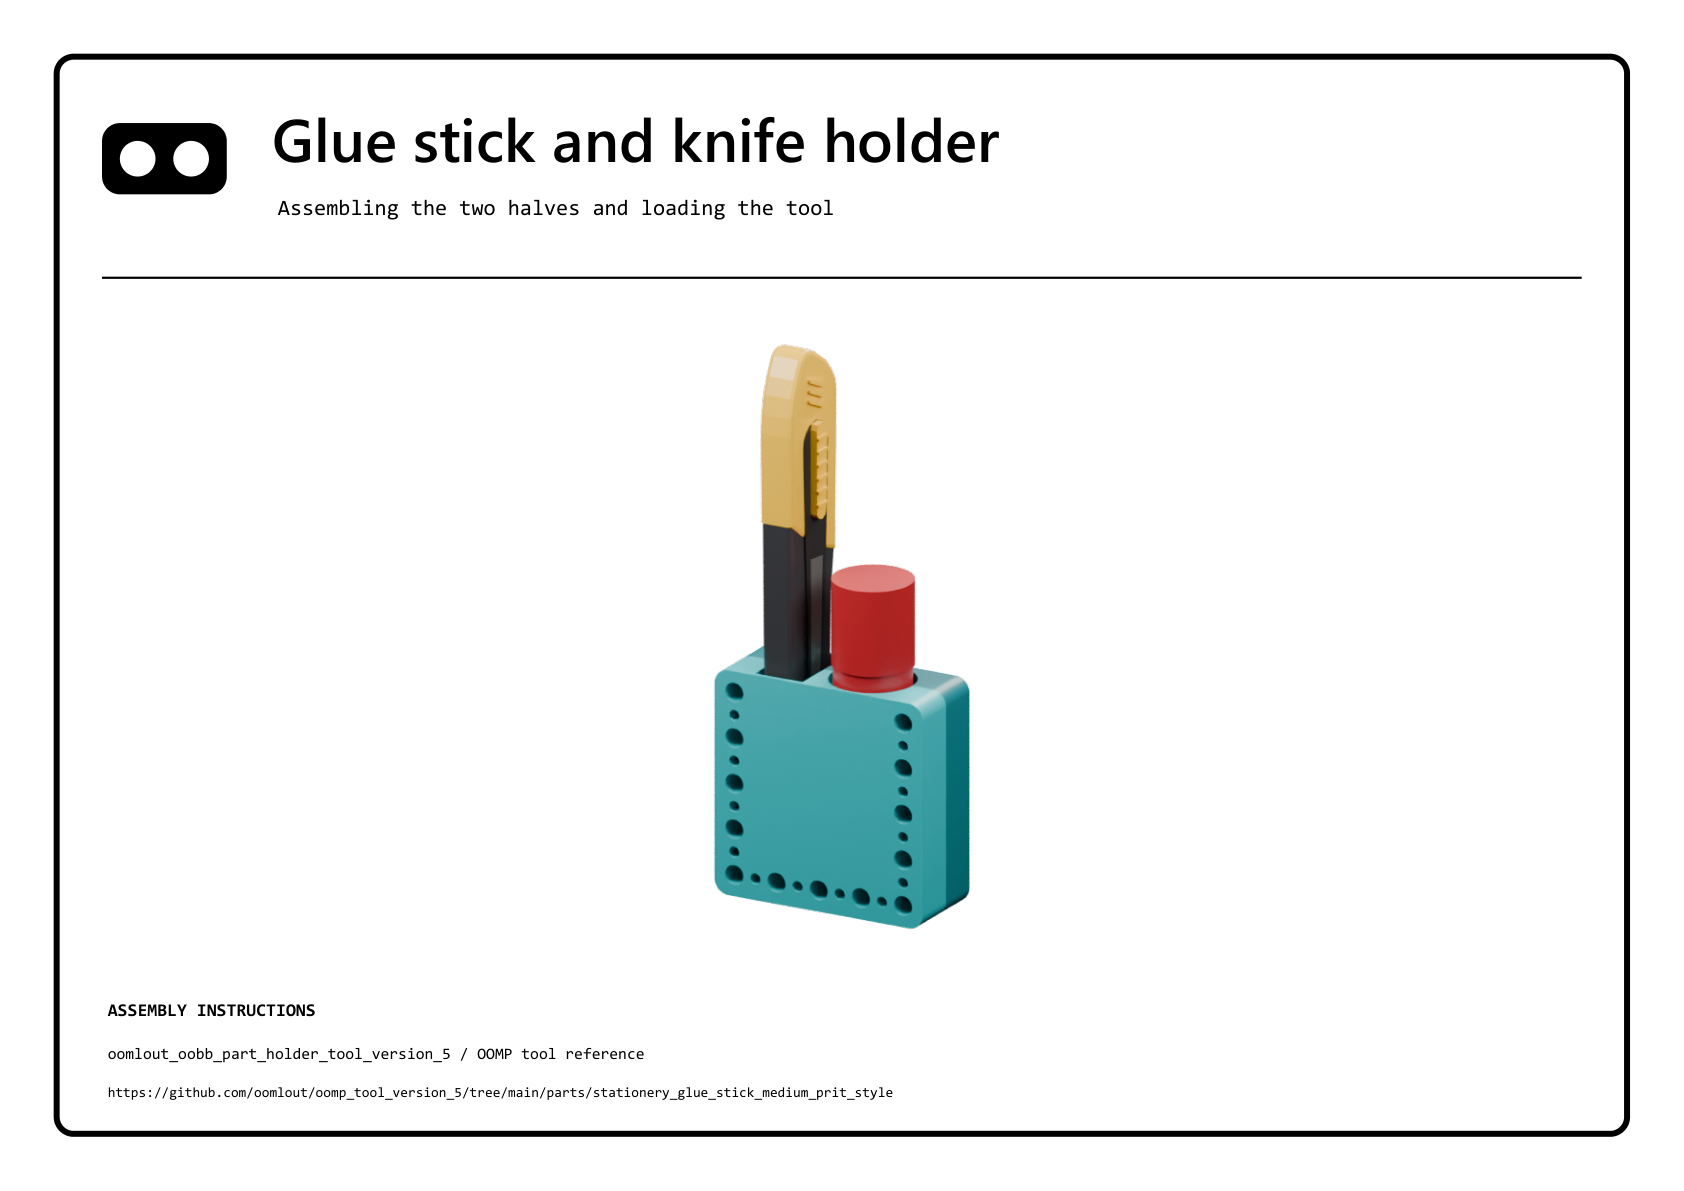 Glue stick and knife holder
Assembling the two halves and loading the tool
ASSEMBLY INSTRUCTIONS
oomlout_oobb_part_holder_tool_version_5 / OOMP tool reference
https://github.com/oomlout/oomp_tool_version_5/tree/main/parts/stationery_glue_stick_medium_prit_style